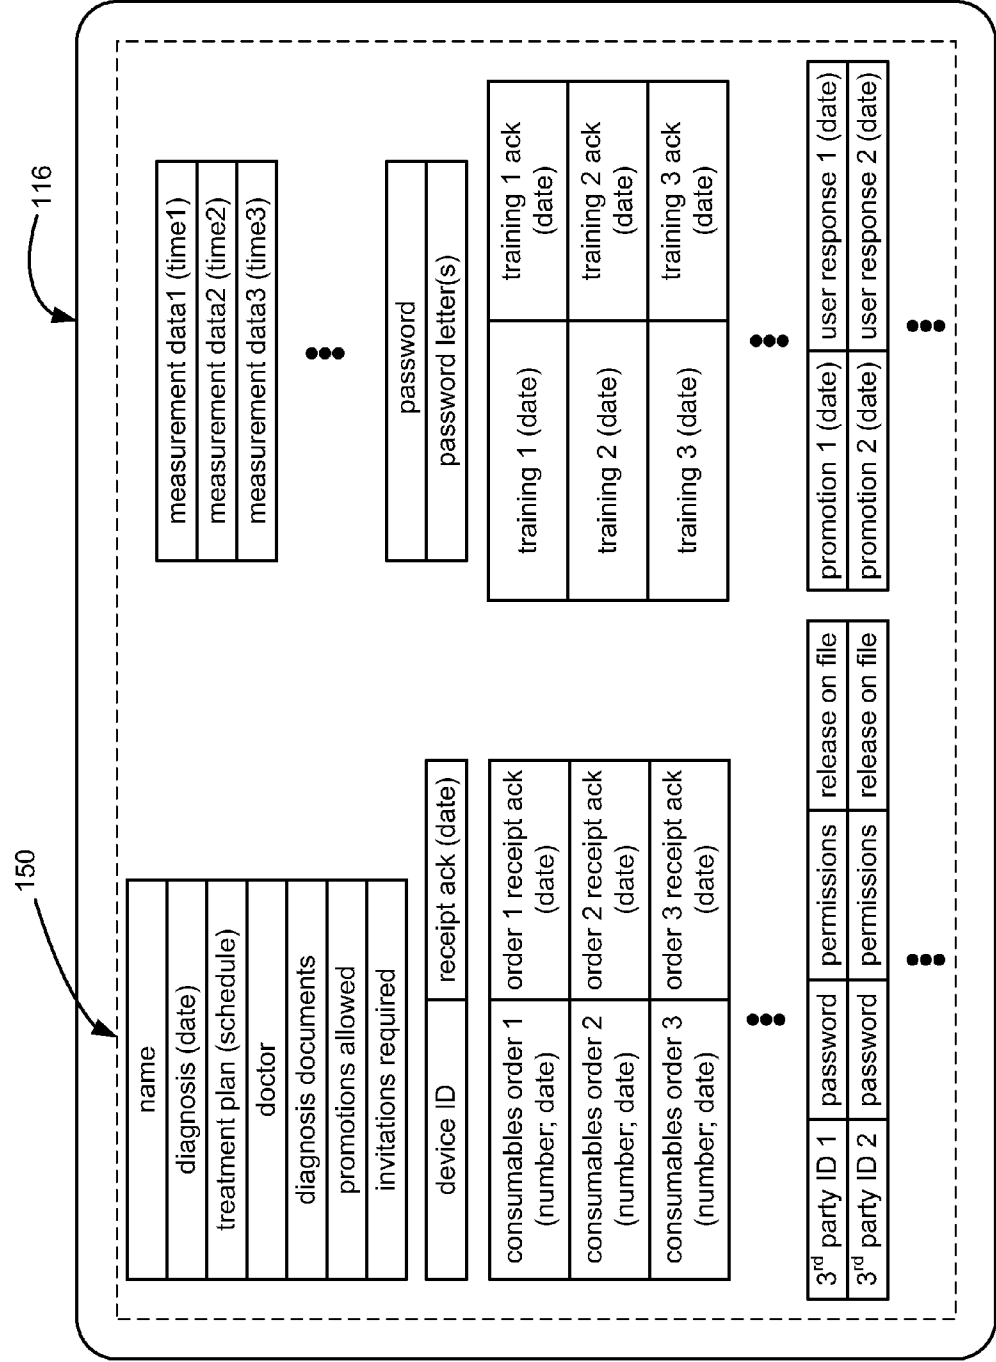 150
116
name
diagnosis (date)
treatment plan (schedule)
doctor
diagnosis documents
promotions allowed
invitations required
device ID
receipt ack (date)
consumables order 1
(number; date)
order 1 receipt ack
(date)
consumables order 2
(number; date)
order 2 receipt ack
(date)
consumables order 3
(number; date)
order 3 receipt ack
(date)
3rd party ID 1
password
permissions
release on file
3rd party ID 2
password
permissions
release on file
measurement data1 (time1)
measurement data2 (time2)
measurement data3 (time3)
password
password letter(s)
training 1 (date)
training 1 ack
(date)
training 2 (date)
training 2 ack
(date)
training 3 (date)
training 3 ack
(date)
promotion 1 (date)
user response 1 (date)
promotion 2 (date)
user response 2 (date)